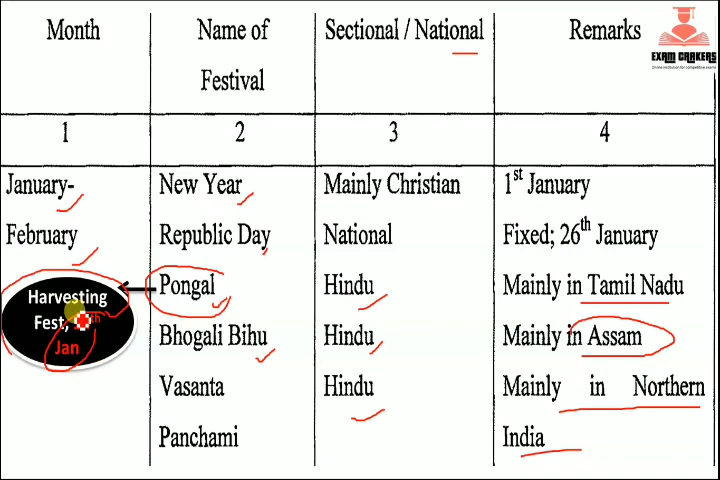 Month Name of Festival Sectional / National Remarks
EXAM CRAKERS
1 2 3 4
January- New Year Mainly Christian 1st January
February Republic Day National Fixed; 26th January
Pongal Hindu Mainly in Tamil Nadu
Harvesting
Fest, th
Jan
Bhogali Bihu Hindu Mainly in Assam
Vasanta Hindu Mainly in Northern
Panchami India